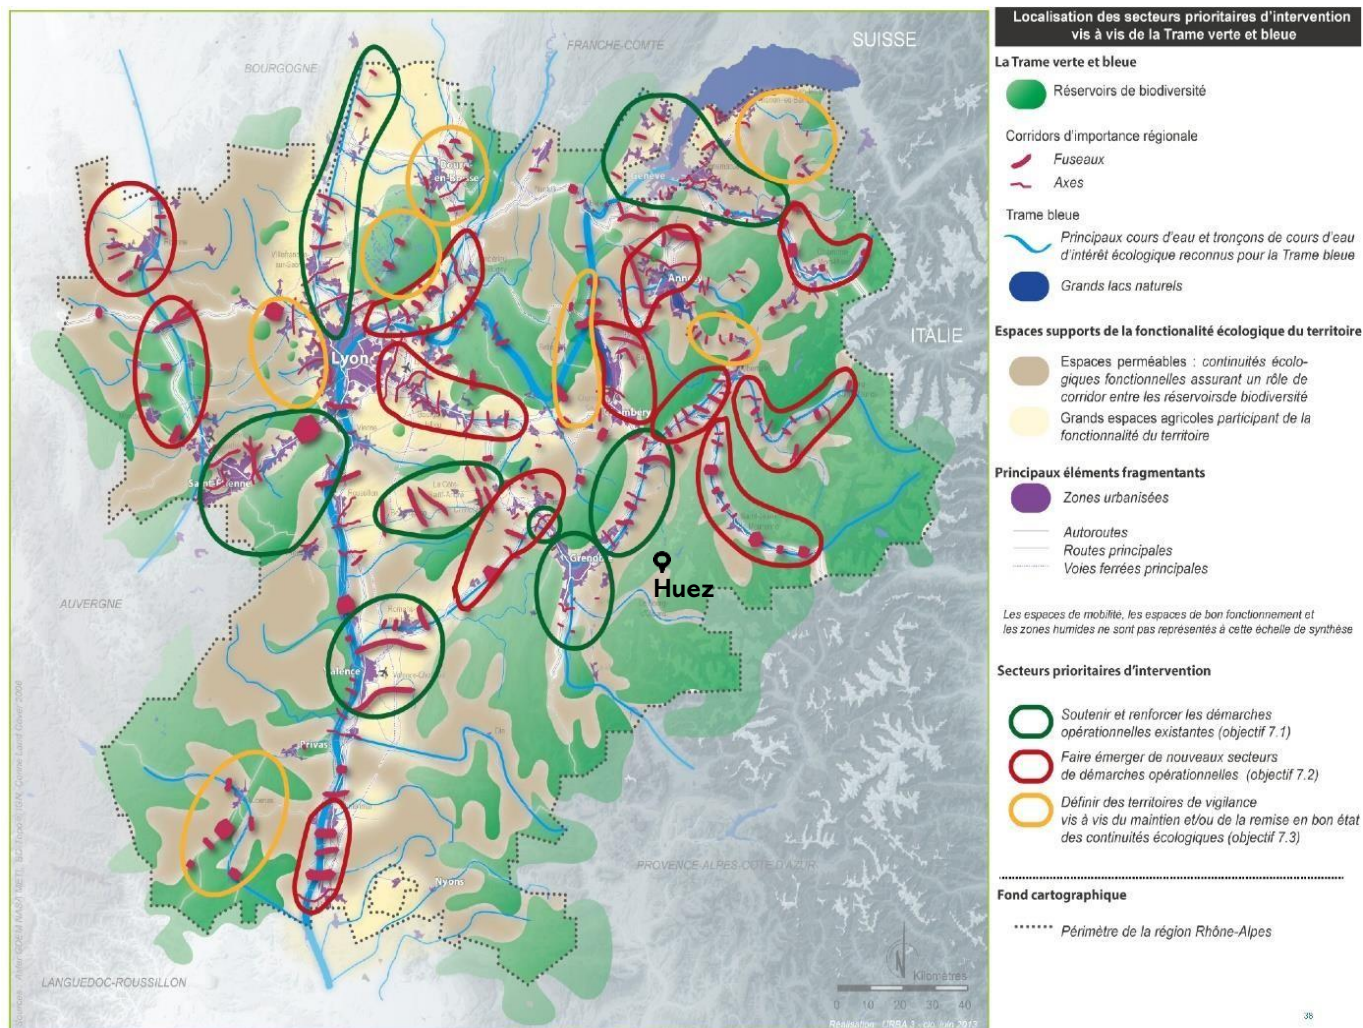 Localisation des secteurs prioritaires d'intervention
vis à vis de la Trame verte et bleue
La Trame verte et bleue
Réservoirs de biodiversité
Corridors d'importance régionale
Fuseaux
Axes
Trame bleue
Principaux cours d'eau et tronçons de cours d'eau
d'intérêt écologique reconnus pour la Trame bleue
Grands lacs naturels
Espaces supports de la fonctionalité écologique du territoire
Espaces perméables : continuités écolo-
giques fonctionnelles assurant un rôle de
corridor entre les réservoirsde biodiversité
Grands espaces agricoles participant de la
fonctionnalité du territoire
Principaux éléments fragmentants
Zones urbanisées
Autoroutes
Routes principales
Voies ferrées principales
Les espaces de mobilité, les espaces de bon fonctionnement et
les zones humides ne sont pas représentés à cette échelle de synthèse
Secteurs prioritaires d'intervention
Soutenir et renforcer les démarches
opérationnelles existantes (objectif 7.1)
Faire émerger de nouveaux secteurs
de démarches opérationnelles (objectif 7.2)
Définir des territoires de vigilance
vis à vis du maintien et/ou de la remise en bon état
des continuités écologiques (objectif 7.3)
Fond cartographique
Périmètre de la région Rhône-Alpes
38
SUISSE
FRANCHE-COMTE
BOURGOGNE
Genève
Annecy
ITALIE
Lyon
Vienne
Saint-Etienne
Huez
AUVERGNE
Valence
Privas
Nyons
PROVENCE-ALPES-COTE D'AZUR
LANGUEDOC-ROUSSILLON
Kilomètres
0 10 20 30 40